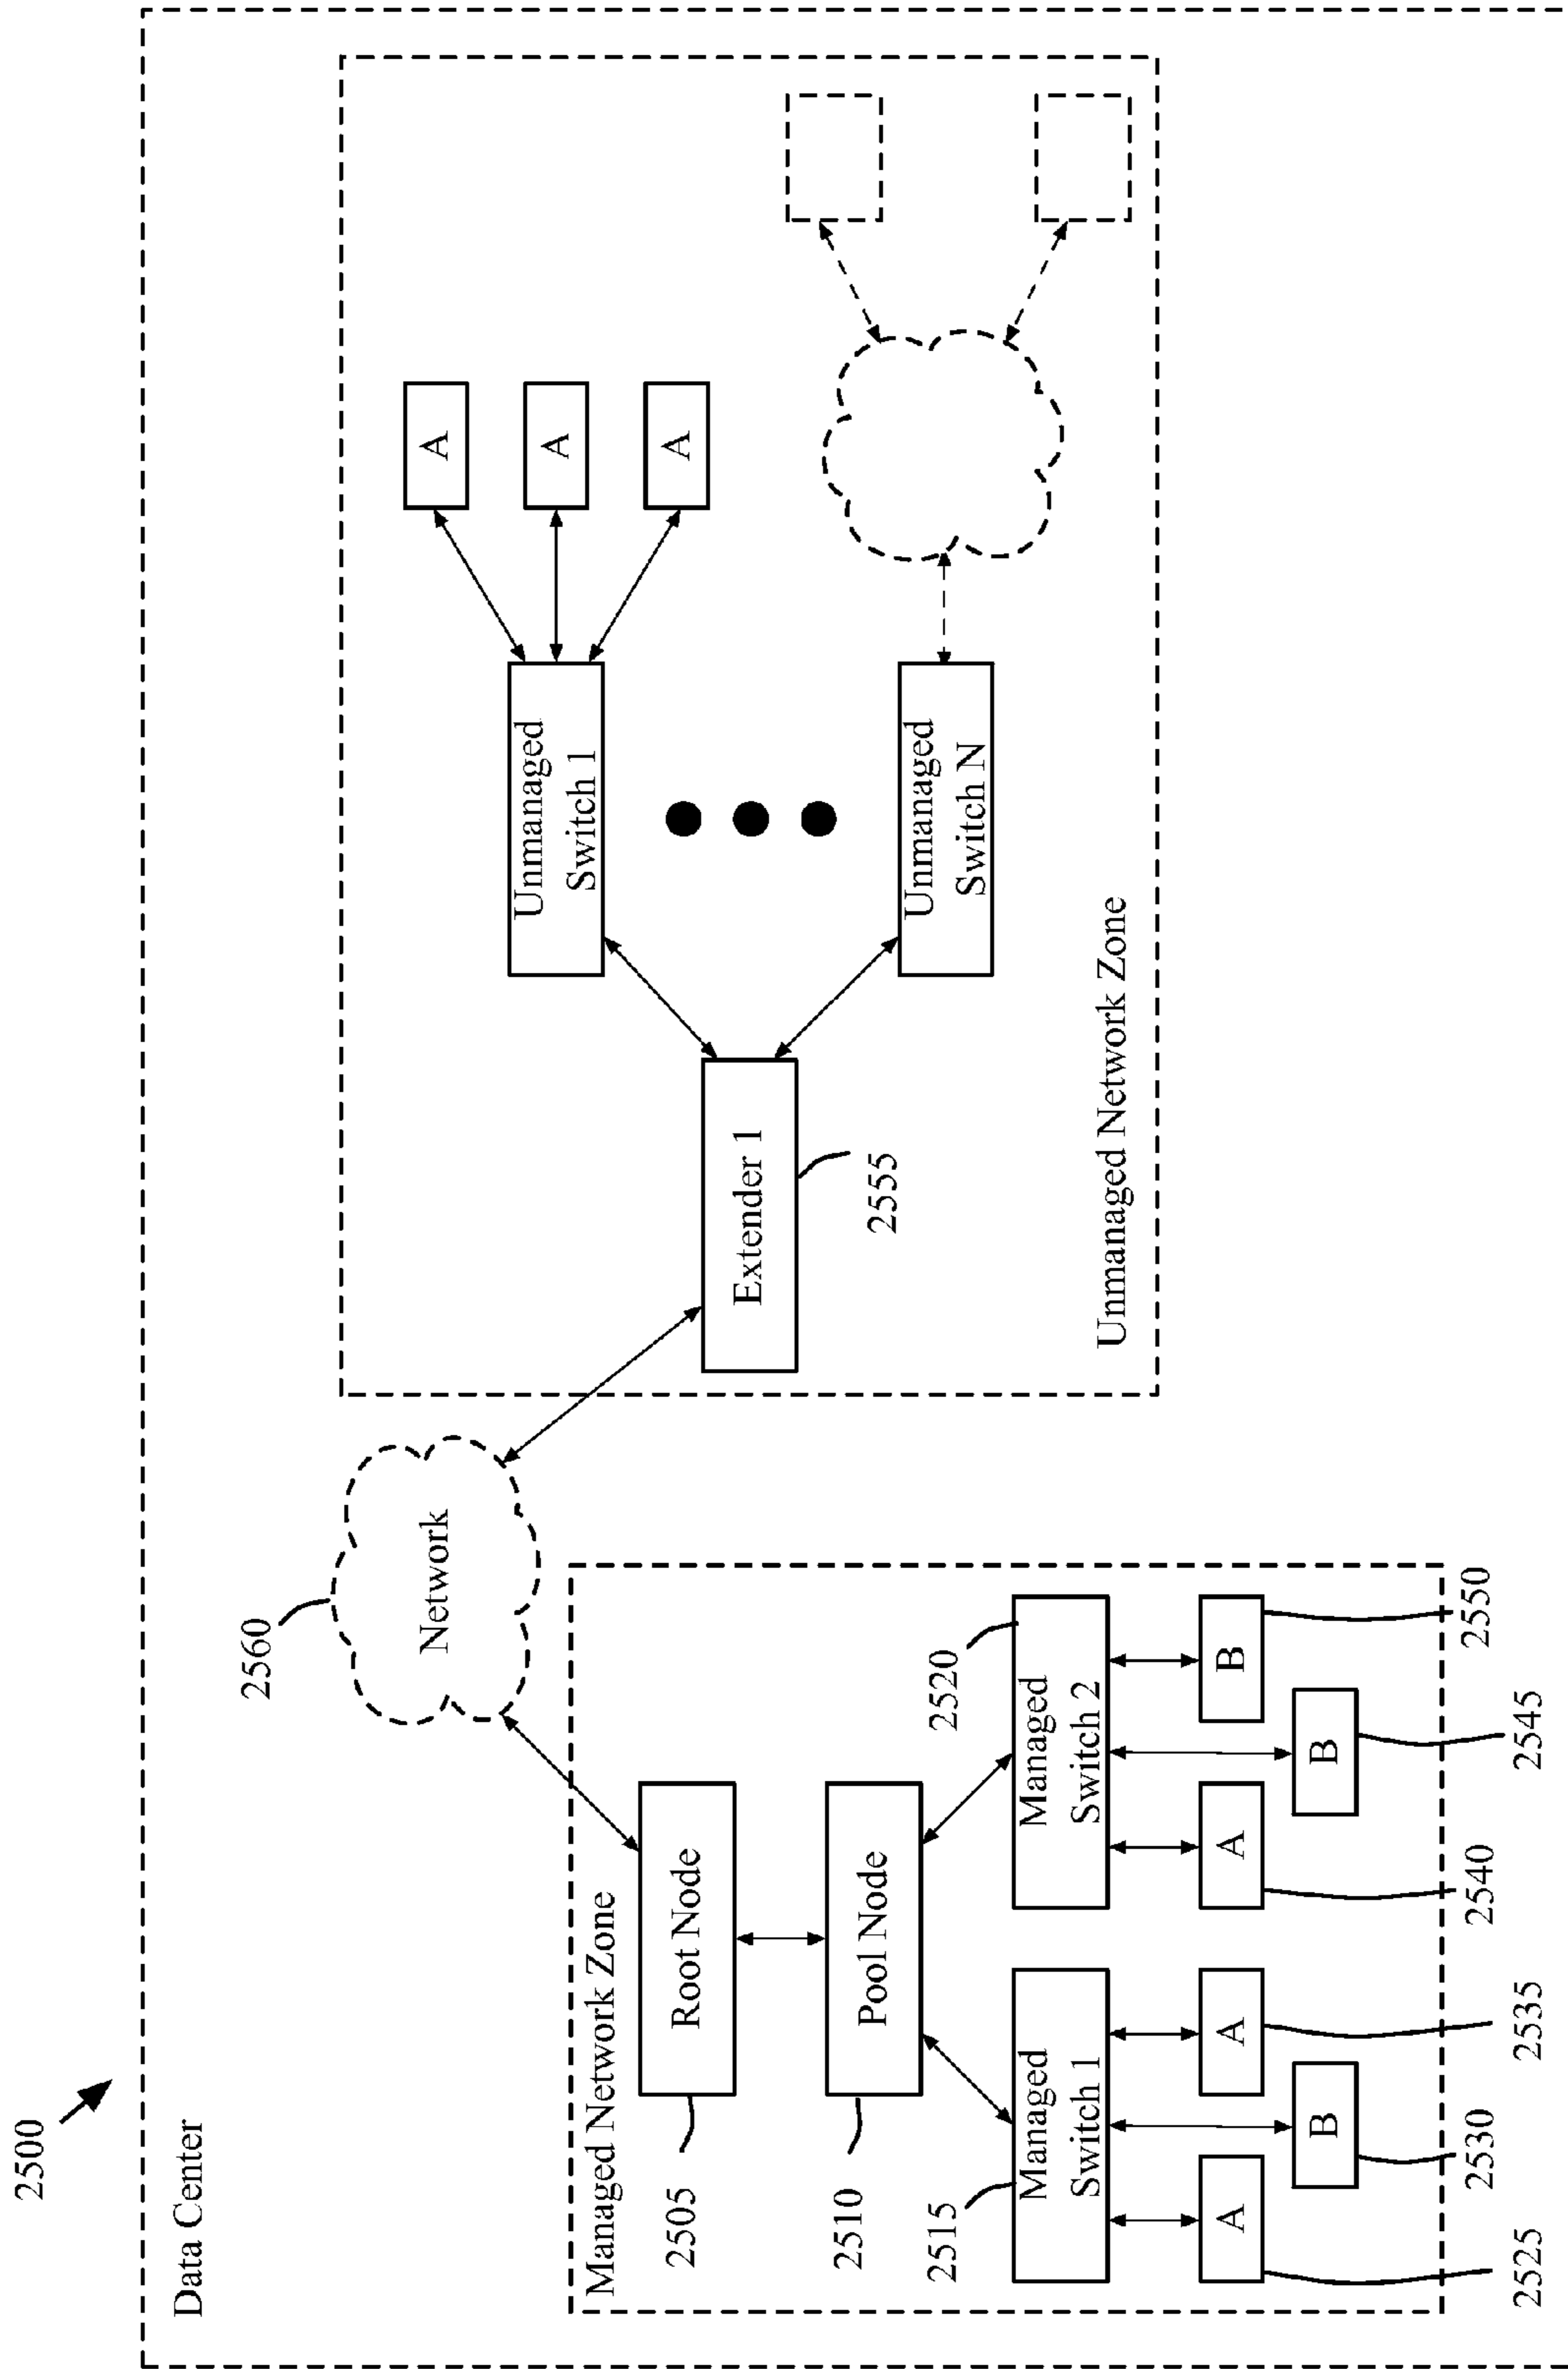 2500
Data Center
2560
Network
Managed Network Zone
Root Node
2505
Pool Node
2510
2515
Managed
Switch 1
2520
Managed
Switch 2
A
B
A
A
B
B
2525
2530
2535
2540
2545
2550
Extender 1
2555
Unmanaged
Switch 1
A
A
A
Unmanaged
Switch N
Unmanaged Network Zone